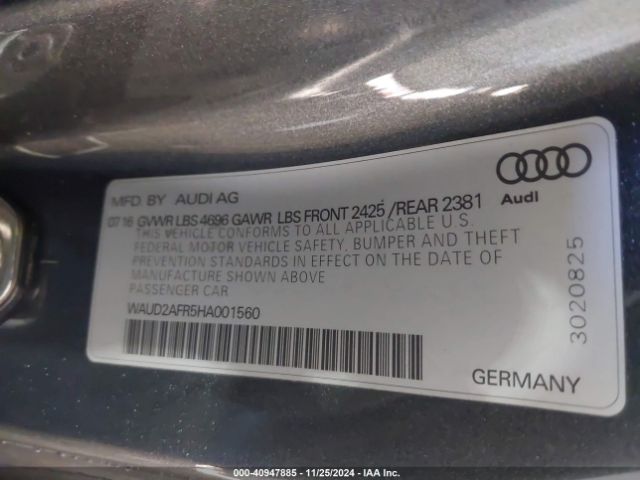 MFD BY AUDI AG
07 16 GVWR LBS 4696 GAWR LBS FRONT 2425 /REAR 2381
THIS VEHICLE CONFORMS TO ALL APPLICABLE U S
FEDERAL MOTOR VEHICLE SAFETY, BUMPER AND THEFT
PREVENTION STANDARDS IN EFFECT ON THE DATE OF
MANUFACTURE SHOWN ABOVE
PASSENGER CAR
WAUD2AFR5HA001560
Audi
3020825
GERMANY
000-40947885 - 11/25/2024 - IAAI.COM